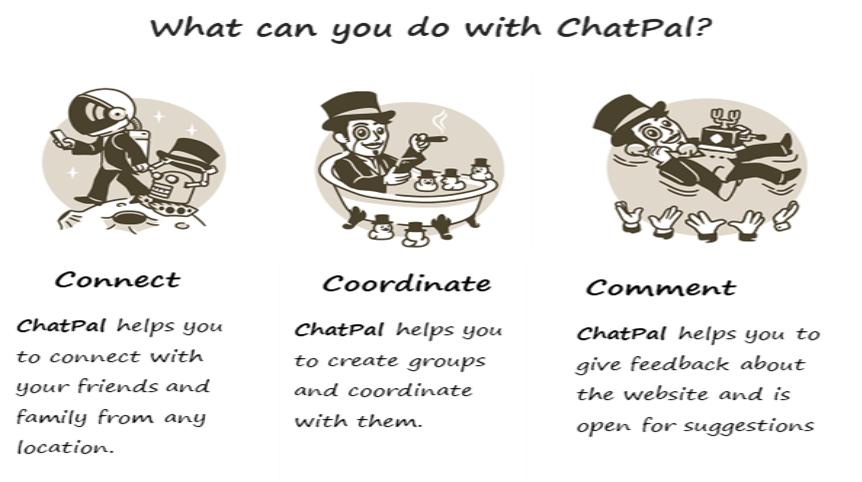 What can you do with ChatPal?
Connect
ChatPal helps you
to connect with
your friends and
family from any
location.
Coordinate
ChatPal helps you
to create groups
and coordinate
with them.
Comment
ChatPal helps you to
give feedback about
the website and is
open for suggestions